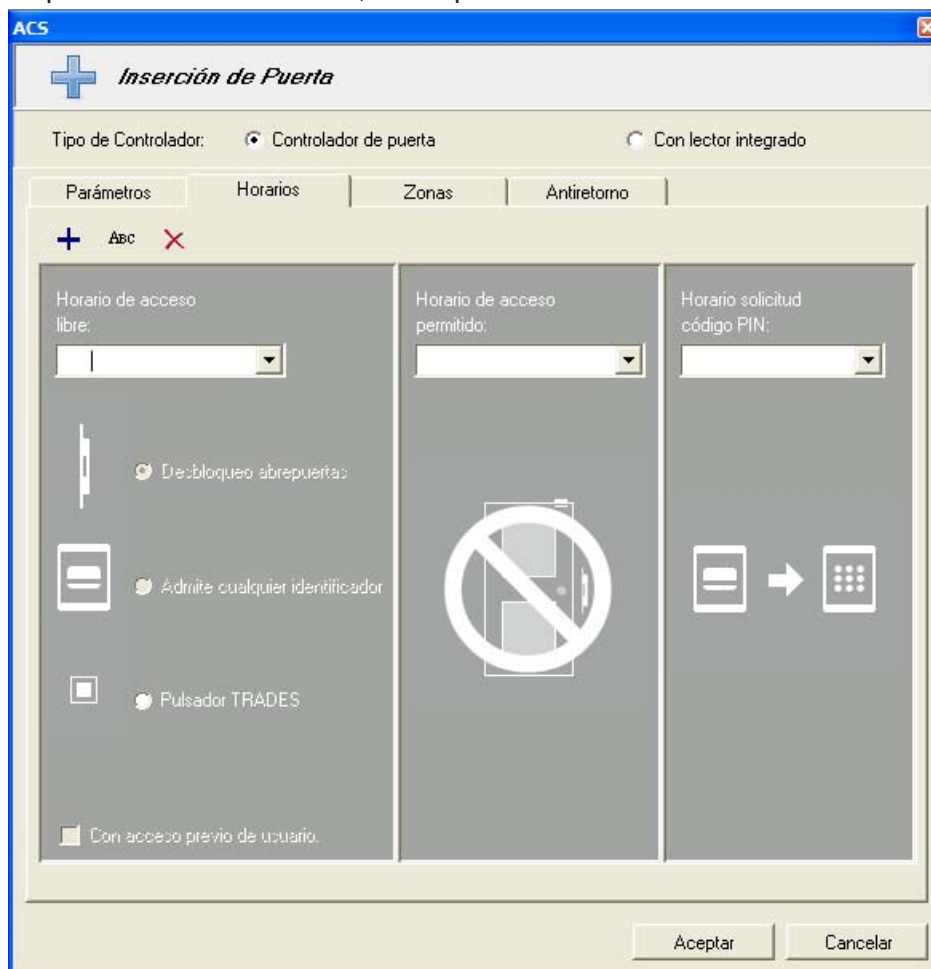 ACS
Inserción de Puerta
Tipo de Controlador:
Controlador de puerta
Con lector integrado
Parámetros
Horarios
Zonas
Antiretorno
ABC
Horario de acceso
libre:
Desbloqueo abrepuertas
Admite cualquier identificador
Pulsador TRADES
Con acceso previo de usuario.
Horario de acceso
permitido:
Horario solicitud
código PIN:
Aceptar
Cancelar